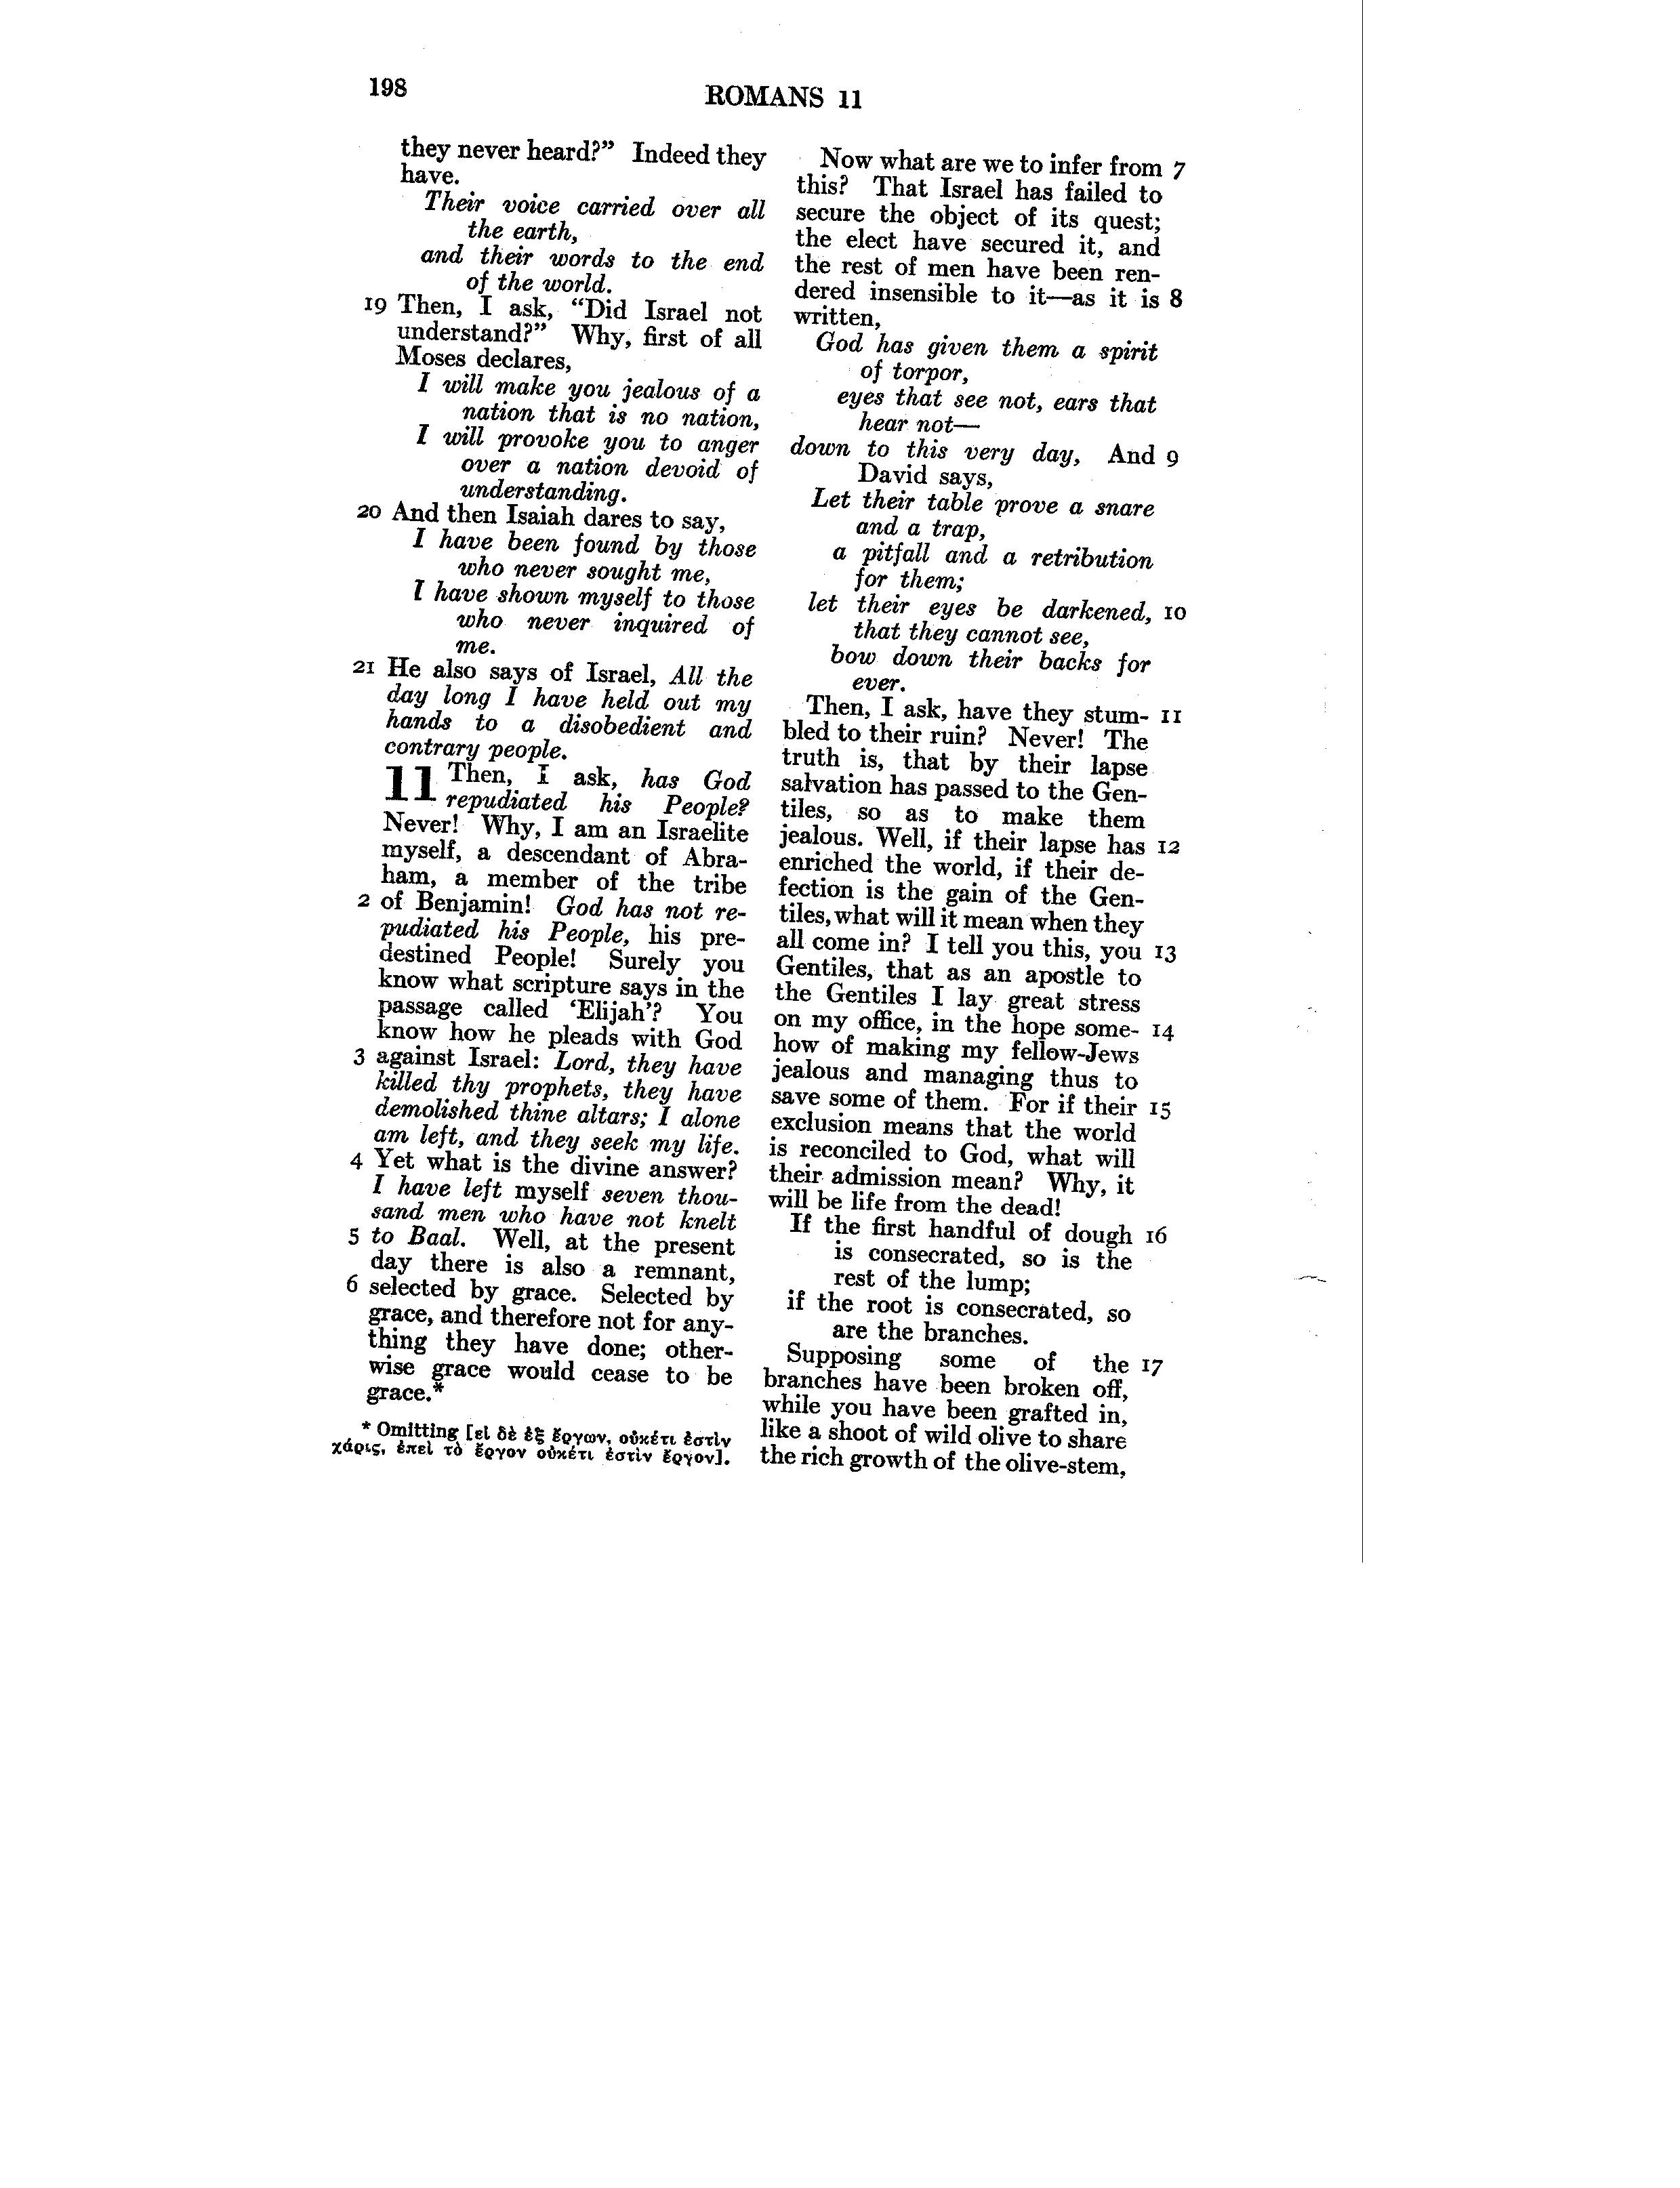 198
ROMANS 11
they never heard?” Indeed they
have.
Their voice carried over all
the earth,
and their words to the end
of the world.
19 Then, I ask, “Did Israel not
understand?” Why, first of all
Moses declares,
I will make you jealous of a
nation that is no nation,
I will provoke you to anger
over a nation devoid of
understanding.
20 And then Isaiah dares to say,
I have been found by those
who never sought me,
I have shown myself to those
who never inquired of
me.
21 He also says of Israel, All the
day long I have held out my
hands to a disobedient and
contrary people.
11 Then, I ask, has God
repudiated his People?
Never! Why, I am an Israelite
myself, a descendant of Abra-
ham, a member of the tribe
2 of Benjamin! God has not re-
pudiated his People, his pre-
destined People! Surely you
know what scripture says in the
passage called ‘Elijah’? You
know how he pleads with God
3 against Israel: Lord, they have
killed thy prophets, they have
demolished thine altars; I alone
am left, and they seek my life.
4 Yet what is the divine answer?
I have left myself seven thou-
sand men who have not knelt
5 to Baal. Well, at the present
day there is also a remnant,
6 selected by grace. Selected by
grace, and therefore not for any-
thing they have done; other-
wise grace would cease to be
grace.*
* Omitting [εἰ δὲ ἐξ ἔργων, οὐκέτι ἐστὶν
χάρις, ἐπεὶ τὸ ἔργον οὐκέτι ἐστὶν ἔργον].
Now what are we to infer from 7
this? That Israel has failed to
secure the object of its quest;
the elect have secured it, and
the rest of men have been ren-
dered insensible to it—as it is 8
written,
God has given them a spirit
of torpor,
eyes that see not, ears that
hear not—
down to this very day, And 9
David says,
Let their table prove a snare
and a trap,
a pitfall and a retribution
for them;
let their eyes be darkened, 10
that they cannot see,
bow down their backs for
ever.
Then, I ask, have they stum- 11
bled to their ruin? Never! The
truth is, that by their lapse
salvation has passed to the Gen-
tiles, so as to make them
jealous. Well, if their lapse has 12
enriched the world, if their de-
fection is the gain of the Gen-
tiles, what will it mean when they
all come in? I tell you this, you 13
Gentiles, that as an apostle to
the Gentiles I lay great stress
on my office, in the hope some- 14
how of making my fellow-Jews
jealous and managing thus to
save some of them. For if their 15
exclusion means that the world
is reconciled to God, what will
their admission mean? Why, it
will be life from the dead!
If the first handful of dough 16
is consecrated, so is the
rest of the lump;
if the root is consecrated, so
are the branches.
Supposing some of the 17
branches have been broken off,
while you have been grafted in,
like a shoot of wild olive to share
the rich growth of the olive-stem,